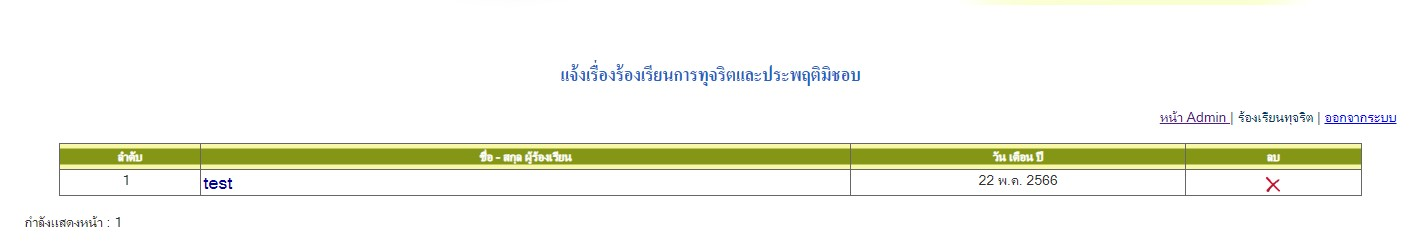 แจ้งเรื่องร้องเรียนการทุจริตและประพฤติมิชอบ
หน้า Admin | ร้องเรียนทุจริต | ออกจากระบบ
ลำดับ ชื่อ - สกุล ผู้ร้องเรียน วัน เดือน ปี ลบ
1 test 22 พ.ค. 2566
กำลังแสดงหน้า : 1